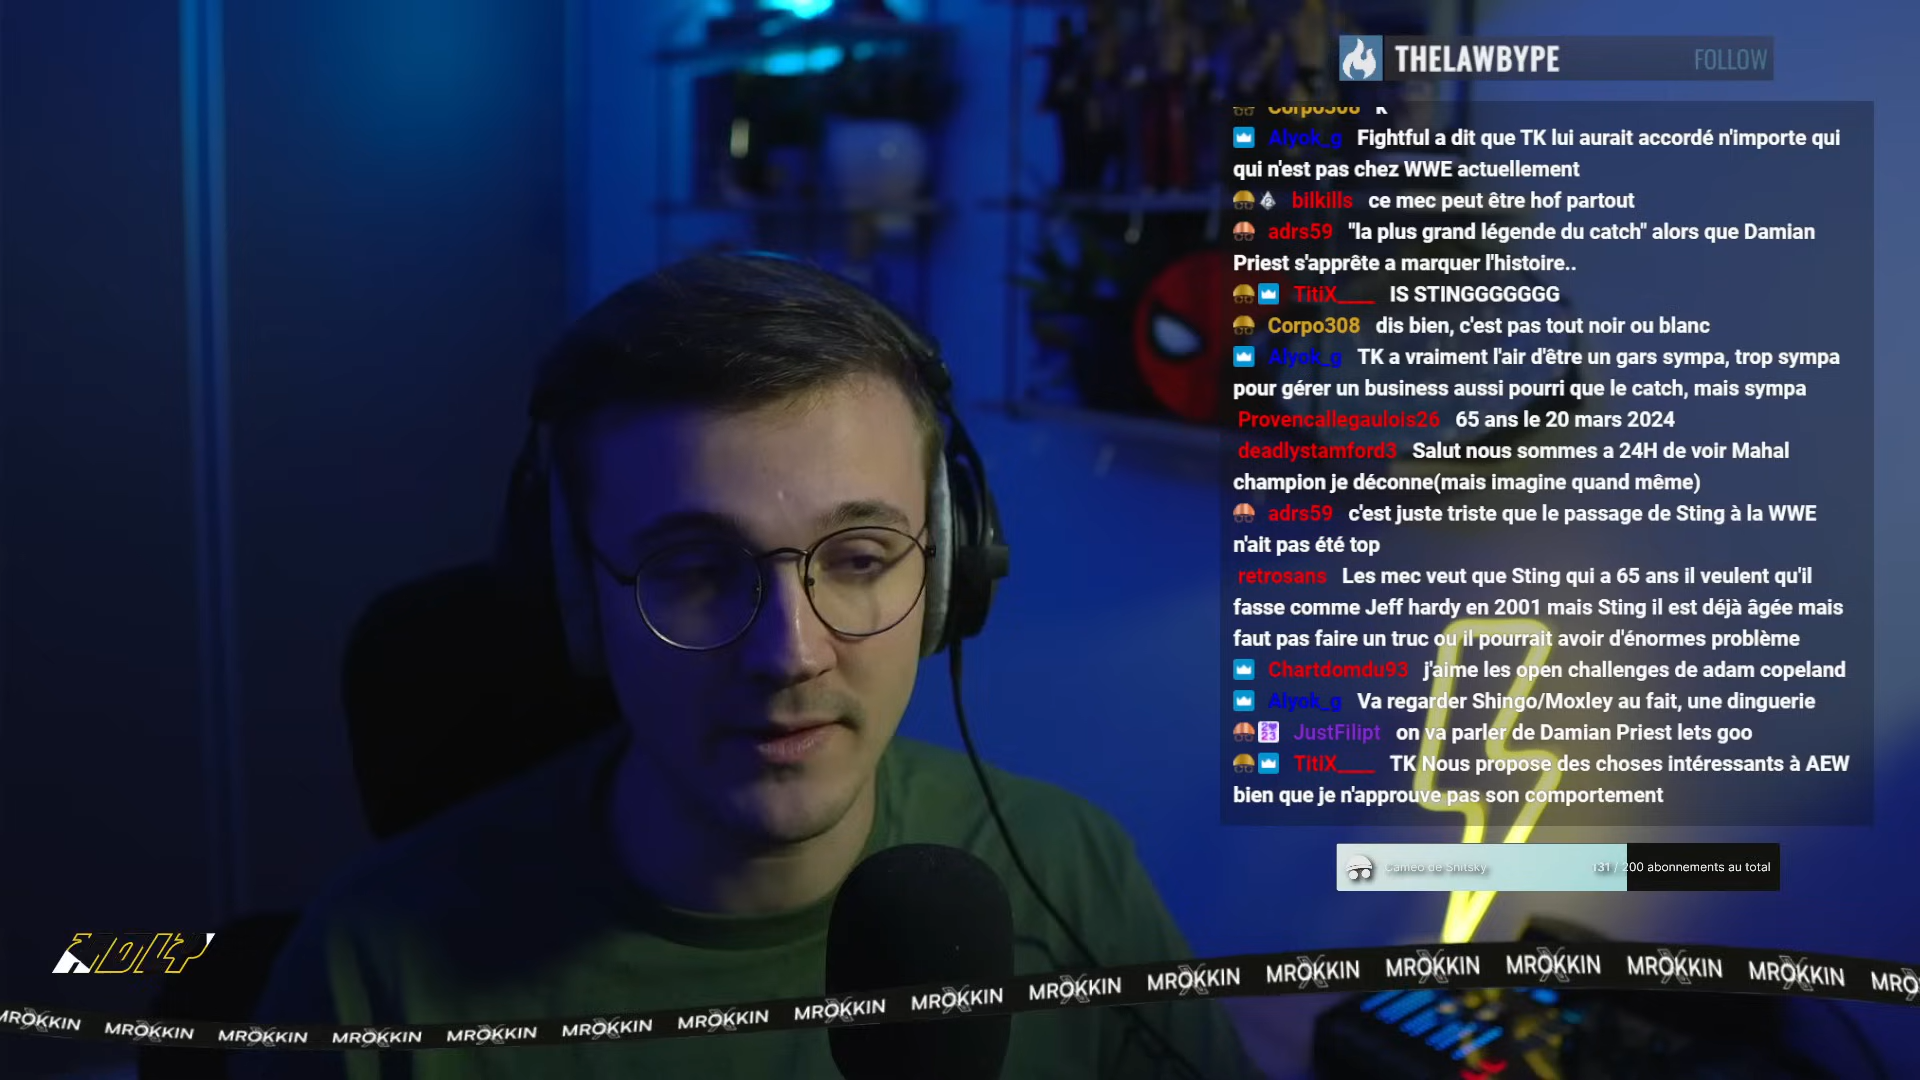 THELAWBYPE FOLLOW
Corpo308 K
Alyok_g Fightful a dit que TK lui aurait accordé n'importe qui
qui n'est pas chez WWE actuellement
bilkills ce mec peut être hof partout
adrs59 "la plus grand légende du catch" alors que Damian
Priest s'apprête a marquer l'histoire..
TitiX____ IS STINGGGGGGG
Corpo308 dis bien, c'est pas tout noir ou blanc
Alyok_g TK a vraiment l'air d'être un gars sympa, trop sympa
pour gérer un business aussi pourri que le catch, mais sympa
Provencallegaulois26 65 ans le 20 mars 2024
deadlystamford3 Salut nous sommes a 24H de voir Mahal
champion je déconne(mais imagine quand même)
adrs59 c'est juste triste que le passage de Sting à la WWE
n'ait pas été top
retrosans Les mec veut que Sting qui a 65 ans il veulent qu'il
fasse comme Jeff hardy en 2001 mais Sting il est déjà âgée mais
faut pas faire un truc ou il pourrait avoir d'énormes problème
Chartdomdu93 j'aime les open challenges de adam copeland
Alyok_g Va regarder Shingo/Moxley au fait, une dinguerie
JustFilipt on va parler de Damian Priest lets goo
TitiX____ TK Nous propose des choses intéressants à AEW
bien que je n'approuve pas son comportement
Caméo de Snitsky 131 / 200 abonnements au total
MROKKIN MROKKIN MROKKIN MROKKIN MROKKIN MROKKIN MROKKIN MROKKIN MROKKIN MROKKIN MROKKIN MROKKIN MROKKIN MROKKIN MROKKIN MROKKIN MRO